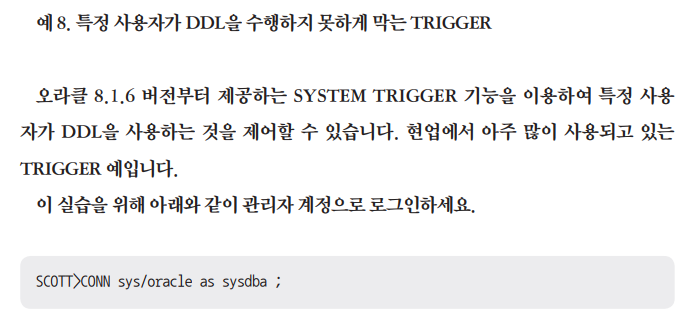 예 8. 특정 사용자가 DDL을 수행하지 못하게 막는 TRIGGER
오라클 8.1.6 버전부터 제공하는 SYSTEM TRIGGER 기능을 이용하여 특정 사용
자가 DDL을 사용하는 것을 제어할 수 있습니다. 현업에서 아주 많이 사용되고 있는
TRIGGER 예입니다.
이 실습을 위해 아래와 같이 관리자 계정으로 로그인하세요.
SCOTT>CONN sys/oracle as sysdba ;